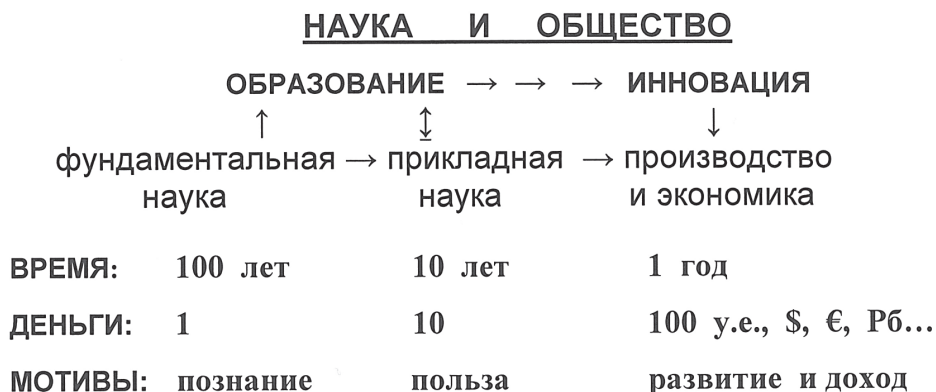 НАУКА И ОБЩЕСТВО
ОБРАЗОВАНИЕ → → → ИННОВАЦИЯ
↑ ↕ ↓
фундаментальная → прикладная → производство
наука наука и экономика
ВРЕМЯ: 100 лет 10 лет 1 год
ДЕНЬГИ: 1 10 100 у.е., $, €, Рб...
МОТИВЫ: познание польза развитие и доход